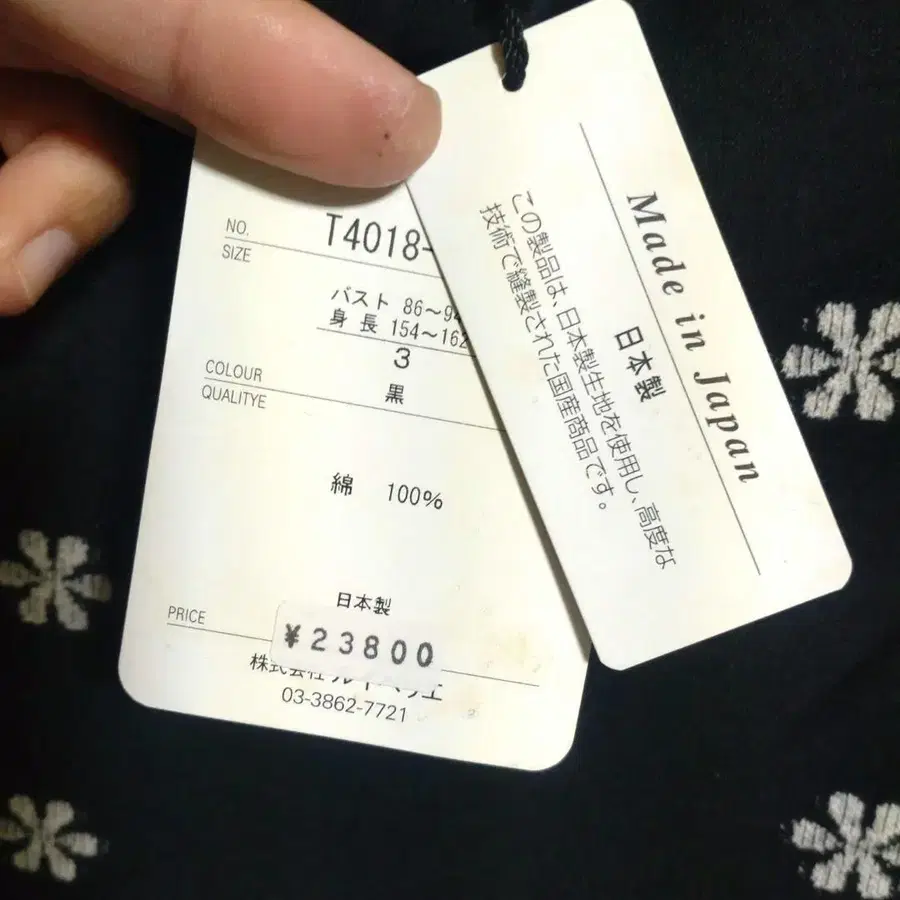 NO. T4018-
SIZE
バスト 86～94
身長 154～162
3
COLOUR 黒
QUALITYE
綿 100%
日本製
PRICE
¥23800
株式会社
03-3862-7721
Made in Japan
日本製
この製品は、日本製生地を使用し、高度な
技術で縫製された国産商品です。